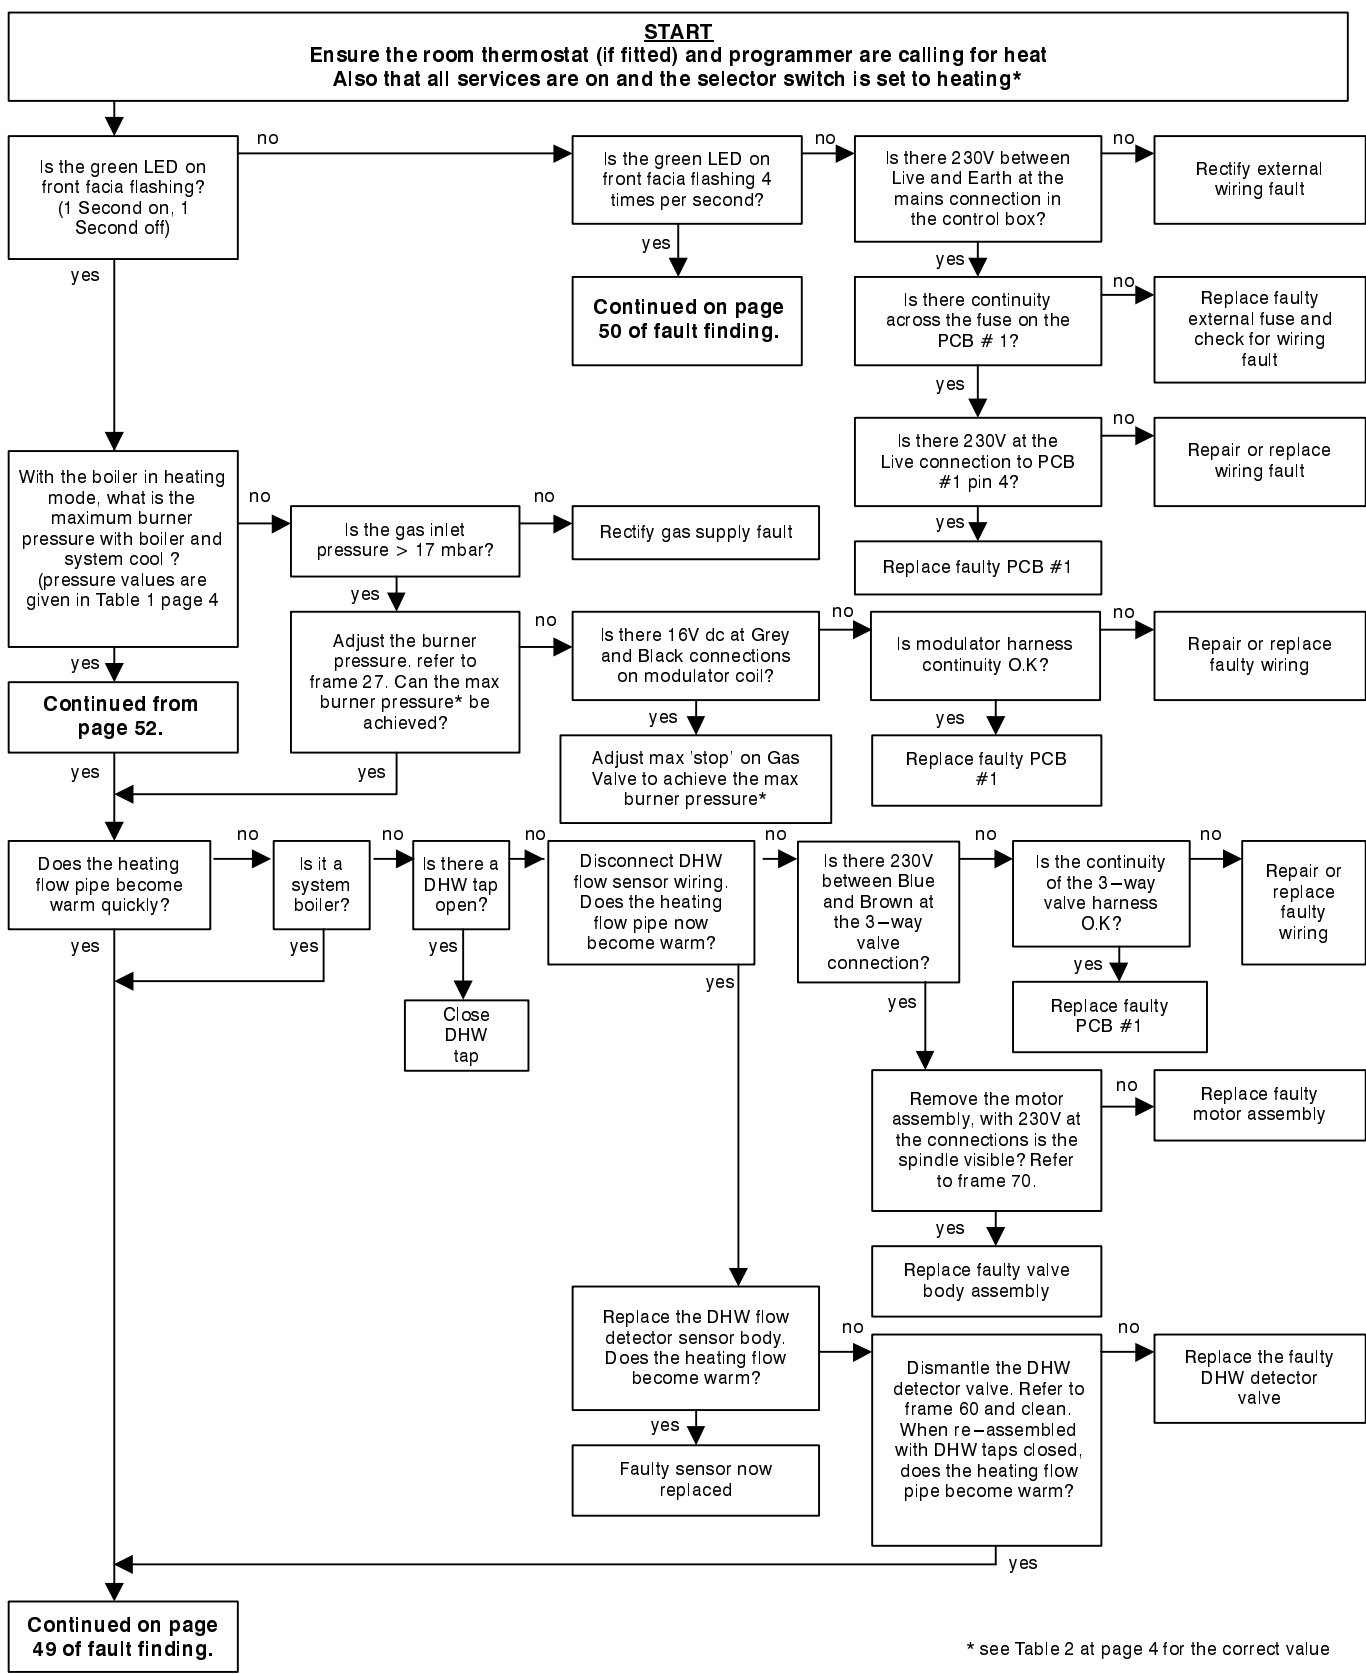 START
Ensure the room thermostat (if fitted) and programmer are calling for heat
Also that all services are on and the selector switch is set to heating*
Is the green LED on
front facia flashing?
(1 Second on, 1
Second off)
no
yes
Is the green LED on
front facia flashing 4
times per second?
no
yes
Is there 230V between
Live and Earth at the
mains connection in
the control box?
no
yes
Rectify external
wiring fault
Continued on page
50 of fault finding.
Is there continuity
across the fuse on the
PCB # 1?
no
yes
Replace faulty
external fuse and
check for wiring
fault
Is there 230V at the
Live connection to PCB
#1 pin 4?
no
yes
Repair or replace
wiring fault
Replace faulty PCB #1
With the boiler in heating
mode, what is the
maximum burner
pressure with boiler and
system cool ?
(pressure values are
given in Table 1 page 4
no
yes
Is the gas inlet
pressure > 17 mbar?
no
yes
Rectify gas supply fault
Adjust the burner
pressure. refer to
frame 27. Can the max
burner pressure* be
achieved?
no
yes
Is there 16V dc at Grey
and Black connections
on modulator coil?
no
yes
Is modulator harness
continuity O.K?
no
yes
Repair or replace
faulty wiring
Continued from
page 52.
yes
Adjust max 'stop' on Gas
Valve to achieve the max
burner pressure*
Replace faulty PCB
#1
Does the heating
flow pipe become
warm quickly?
no
yes
Is it a
system
boiler?
no
yes
Is there a
DHW tap
open?
no
yes
Disconnect DHW
flow sensor wiring.
Does the heating
flow pipe now
become warm?
no
yes
Is there 230V
between Blue
and Brown at
the 3−way
valve
connection?
no
yes
Is the continuity
of the 3−way
valve harness
O.K?
no
yes
Repair or
replace
faulty
wiring
Close
DHW
tap
Replace faulty
PCB #1
Remove the motor
assembly, with 230V at
the connections is the
spindle visible? Refer
to frame 70.
no
yes
Replace faulty
motor assembly
Replace faulty valve
body assembly
Replace the DHW flow
detector sensor body.
Does the heating flow
become warm?
no
yes
Dismantle the DHW
detector valve. Refer to
frame 60 and clean.
When re−assembled
with DHW taps closed,
does the heating flow
pipe become warm?
no
yes
Replace the faulty
DHW detector
valve
Faulty sensor now
replaced
Continued on page
49 of fault finding.
* see Table 2 at page 4 for the correct value